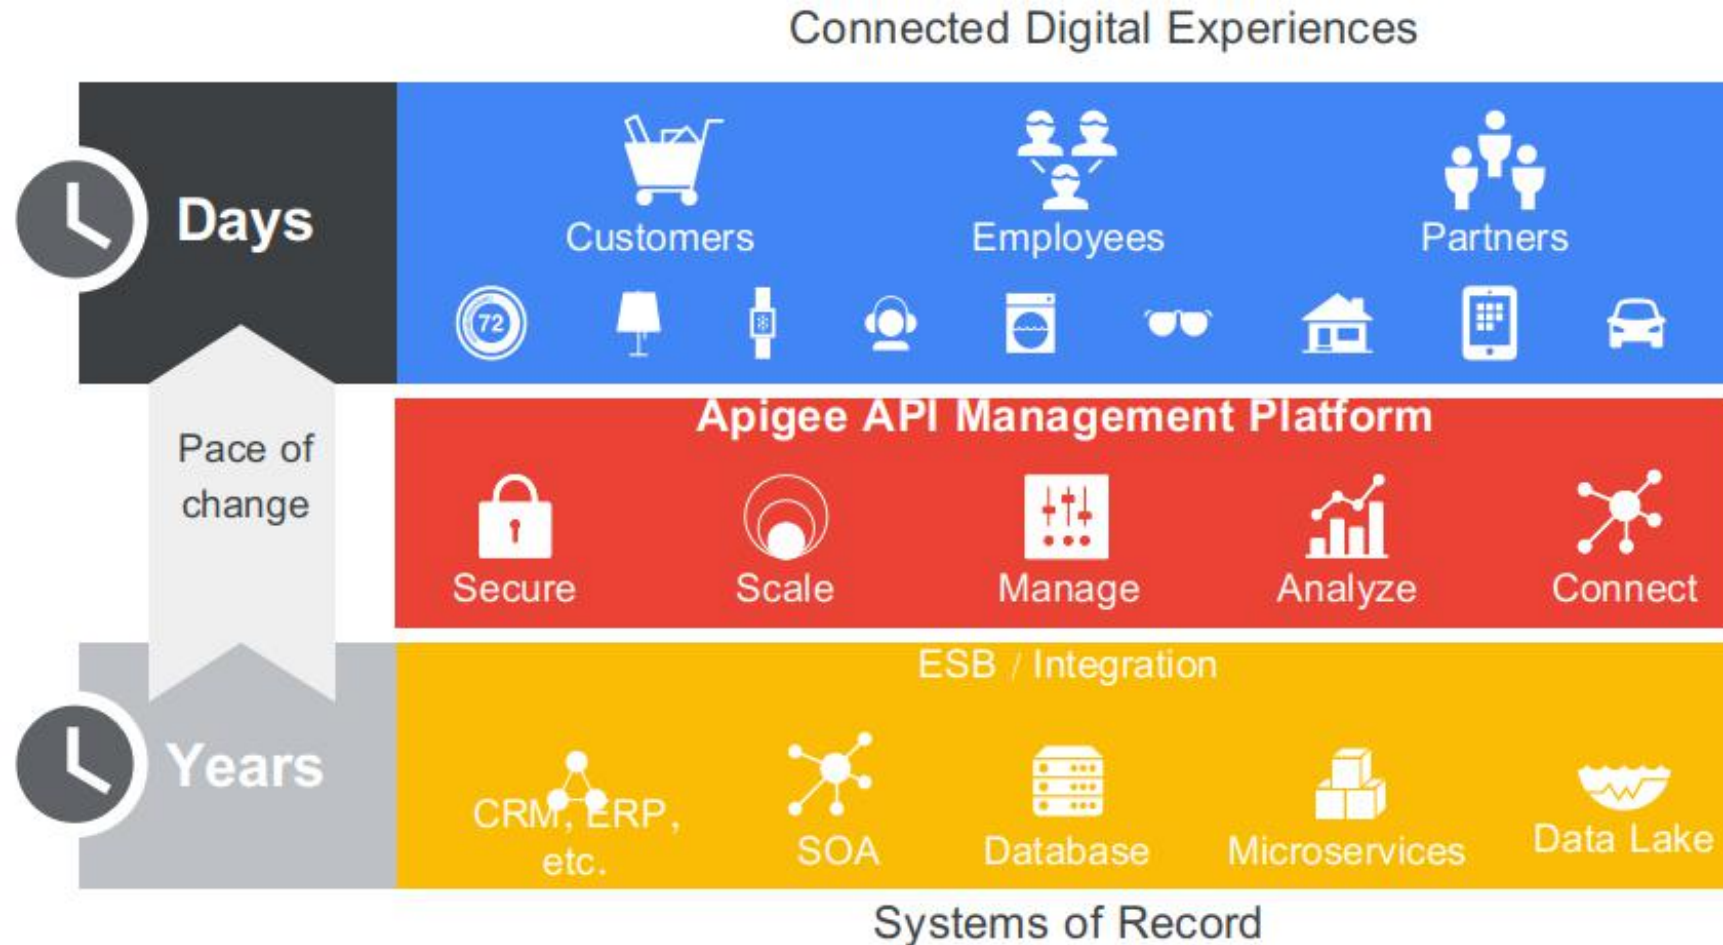 Connected Digital Experiences
Days
Customers
Employees
Partners
72
Pace of
change
Apigee API Management Platform
Secure
Scale
Manage
Analyze
Connect
Years
ESB / Integration
CRM, ERP,
etc.
SOA
Database
Microservices
Data Lake
Systems of Record